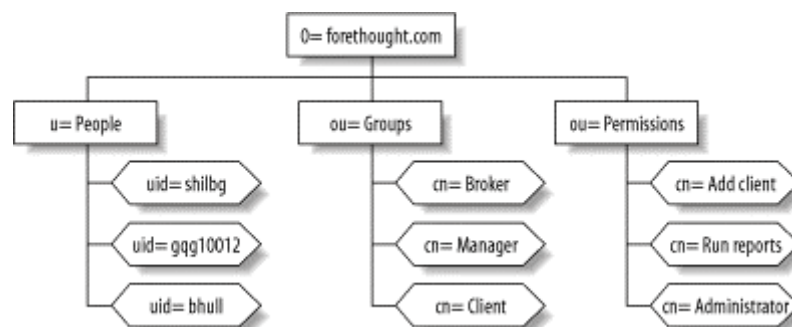 0= forethought.com
u= People
ou= Groups
ou= Permissions
uid= shilbg
cn= Broker
cn= Add client
uid= gqg10012
cn= Manager
cn= Run reports
uid= bhull
cn= Client
cn= Administrator